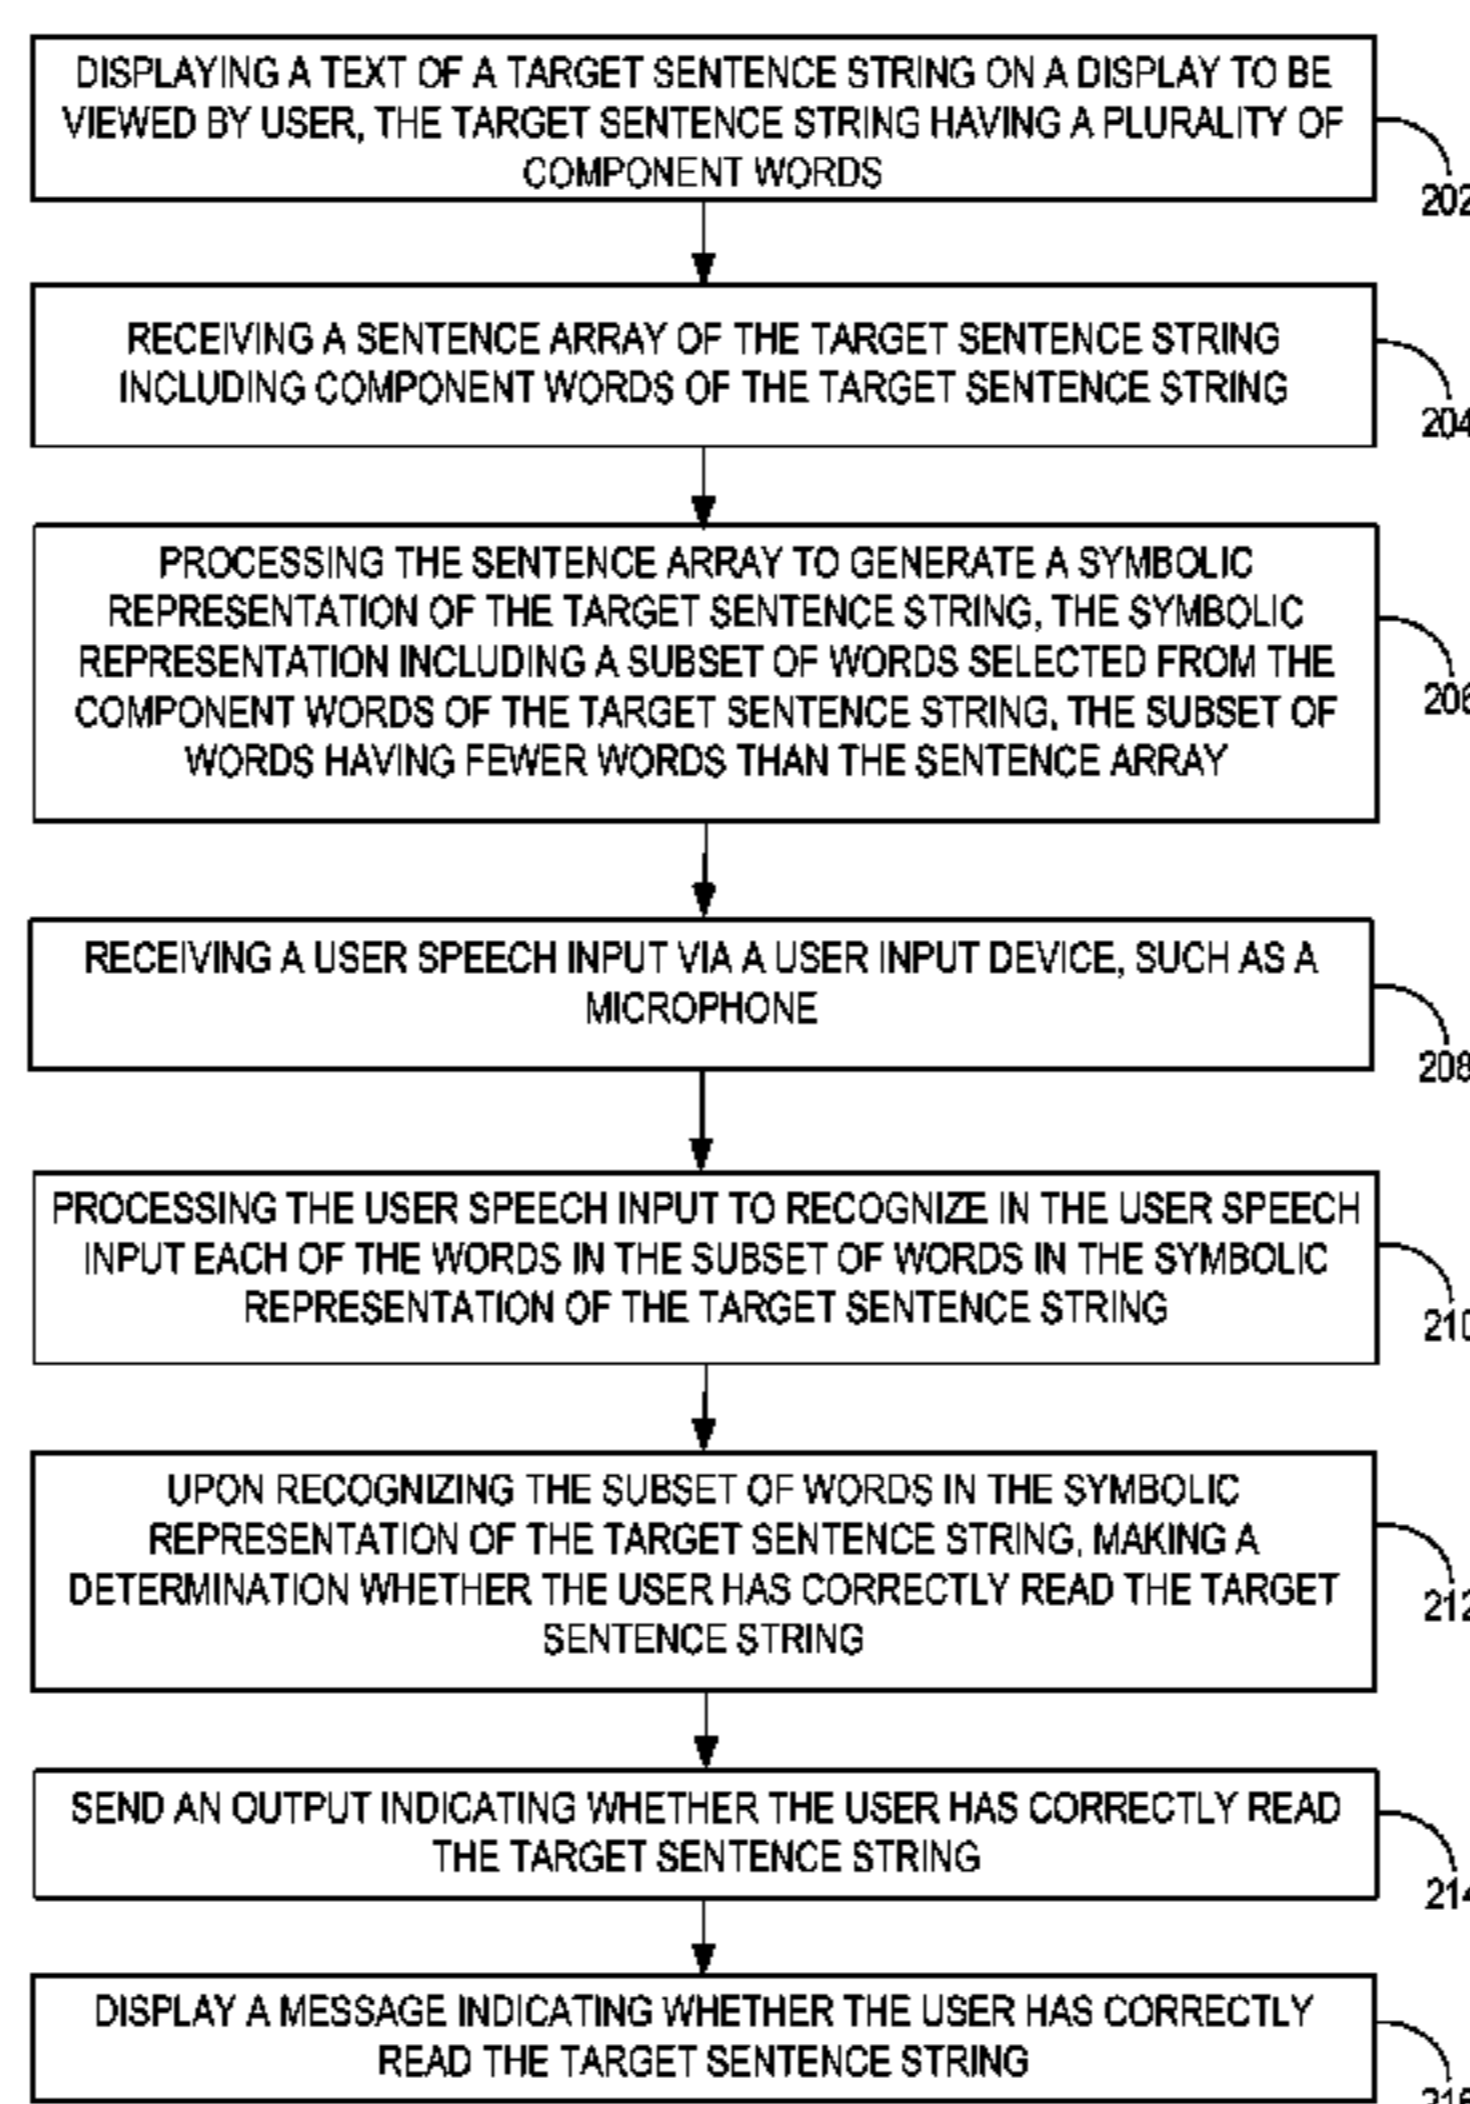 DISPLAYING A TEXT OF A TARGET SENTENCE STRING ON A DISPLAY TO BE
VIEWED BY USER, THE TARGET SENTENCE STRING HAVING A PLURALITY OF
COMPONENT WORDS
202
RECEIVING A SENTENCE ARRAY OF THE TARGET SENTENCE STRING
INCLUDING COMPONENT WORDS OF THE TARGET SENTENCE STRING
204
PROCESSING THE SENTENCE ARRAY TO GENERATE A SYMBOLIC
REPRESENTATION OF THE TARGET SENTENCE STRING, THE SYMBOLIC
REPRESENTATION INCLUDING A SUBSET OF WORDS SELECTED FROM THE
COMPONENT WORDS OF THE TARGET SENTENCE STRING, THE SUBSET OF
WORDS HAVING FEWER WORDS THAN THE SENTENCE ARRAY
206
RECEIVING A USER SPEECH INPUT VIA A USER INPUT DEVICE, SUCH AS A
MICROPHONE
208
PROCESSING THE USER SPEECH INPUT TO RECOGNIZE IN THE USER SPEECH
INPUT EACH OF THE WORDS IN THE SUBSET OF WORDS IN THE SYMBOLIC
REPRESENTATION OF THE TARGET SENTENCE STRING
210
UPON RECOGNIZING THE SUBSET OF WORDS IN THE SYMBOLIC
REPRESENTATION OF THE TARGET SENTENCE STRING, MAKING A
DETERMINATION WHETHER THE USER HAS CORRECTLY READ THE TARGET
SENTENCE STRING
212
SEND AN OUTPUT INDICATING WHETHER THE USER HAS CORRECTLY READ
THE TARGET SENTENCE STRING
214
DISPLAY A MESSAGE INDICATING WHETHER THE USER HAS CORRECTLY
READ THE TARGET SENTENCE STRING